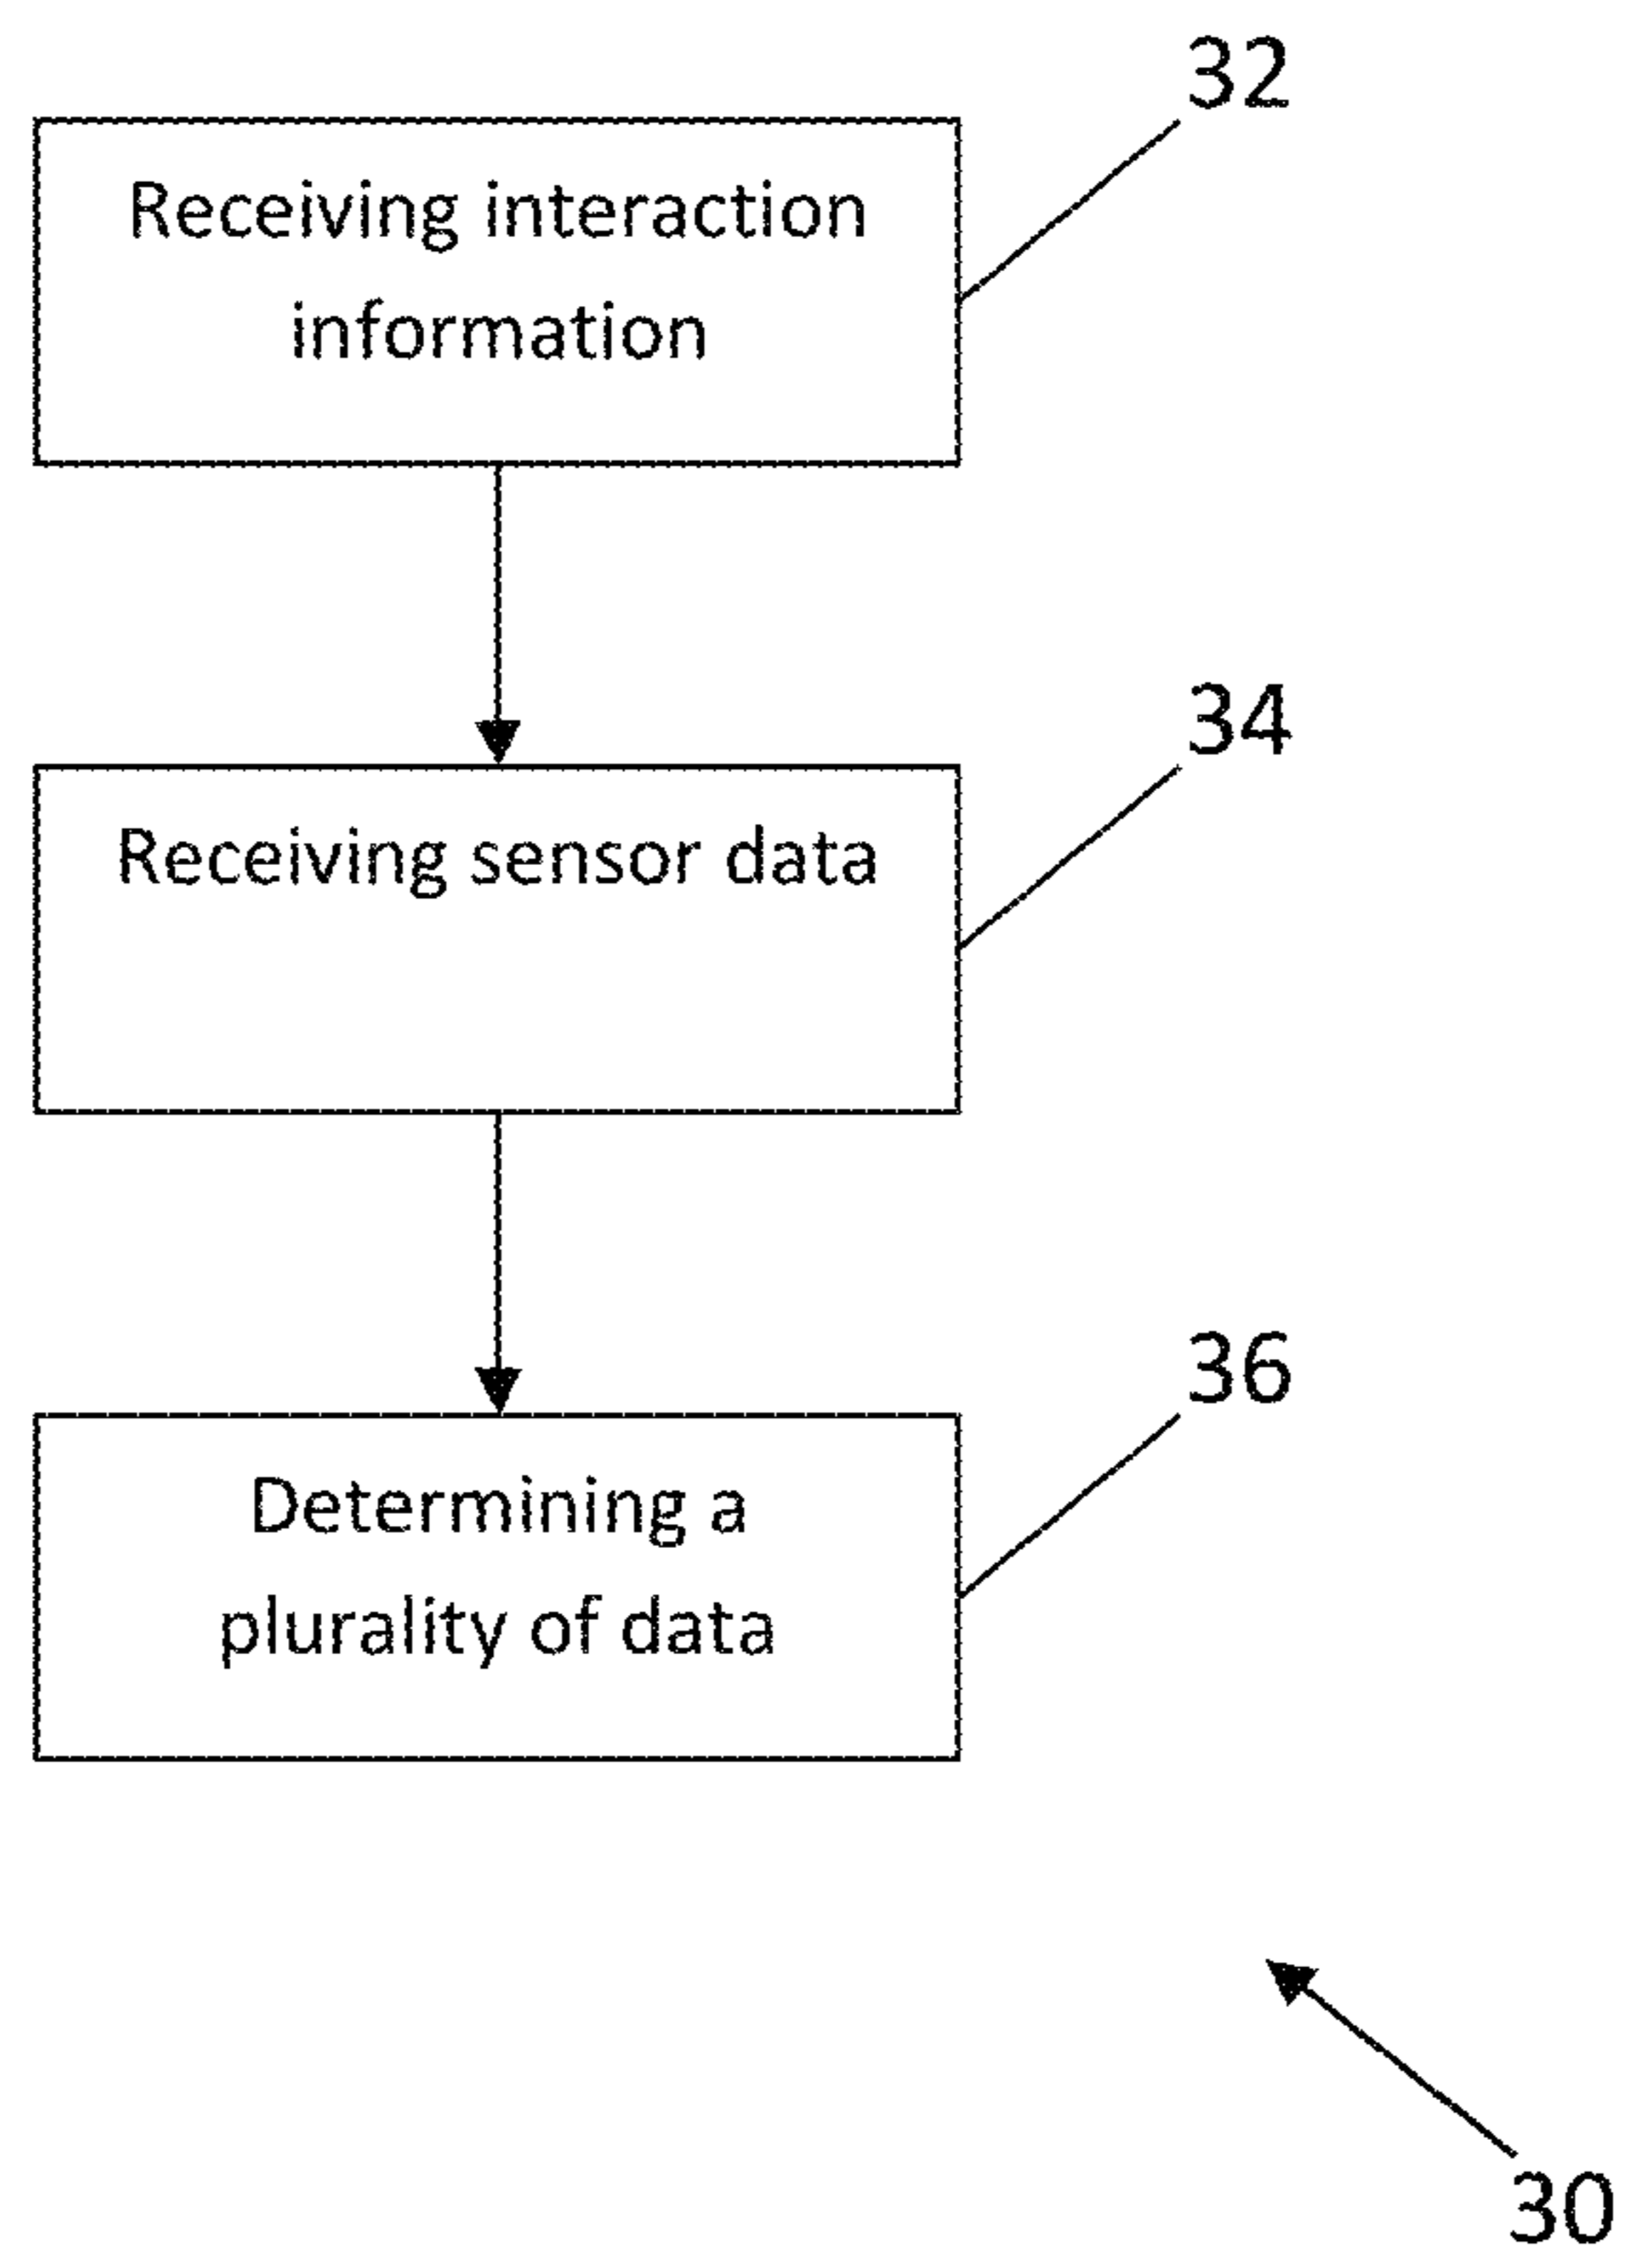 32
Receiving interaction
information
34
Receiving sensor data
36
Determining a
plurality of data
30